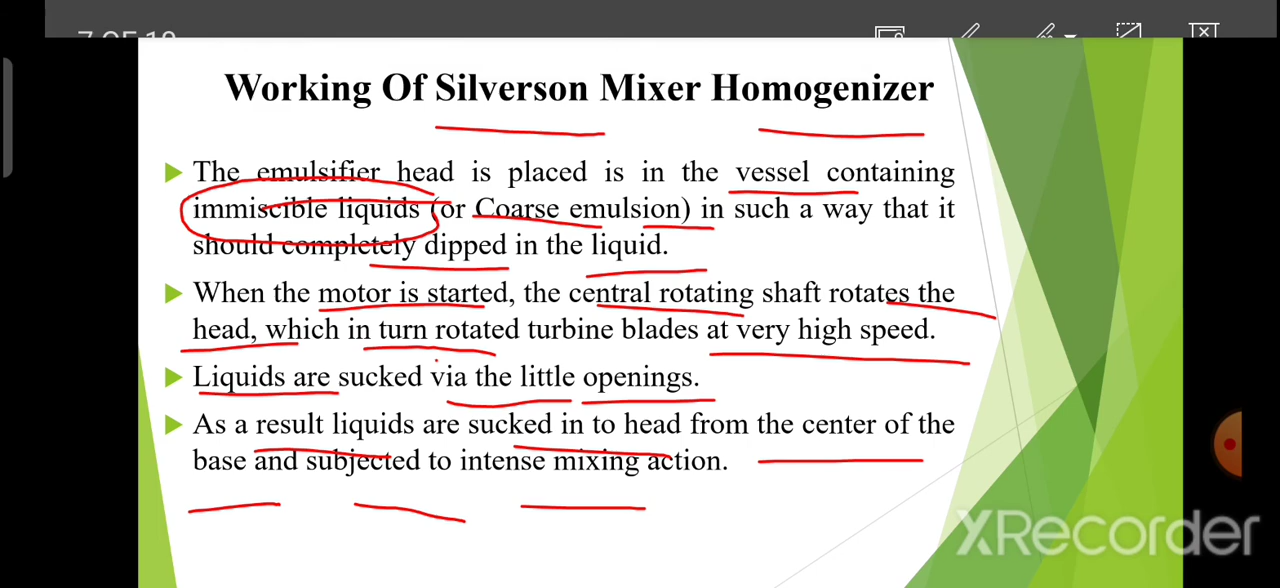 7 OF 18
Working Of Silverson Mixer Homogenizer
The emulsifier head is placed is in the vessel containing
immiscible liquids (or Coarse emulsion) in such a way that it
should completely dipped in the liquid.
When the motor is started, the central rotating shaft rotates the
head, which in turn rotated turbine blades at very high speed.
Liquids are sucked via the little openings.
As a result liquids are sucked in to head from the center of the
base and subjected to intense mixing action.
XRecorder